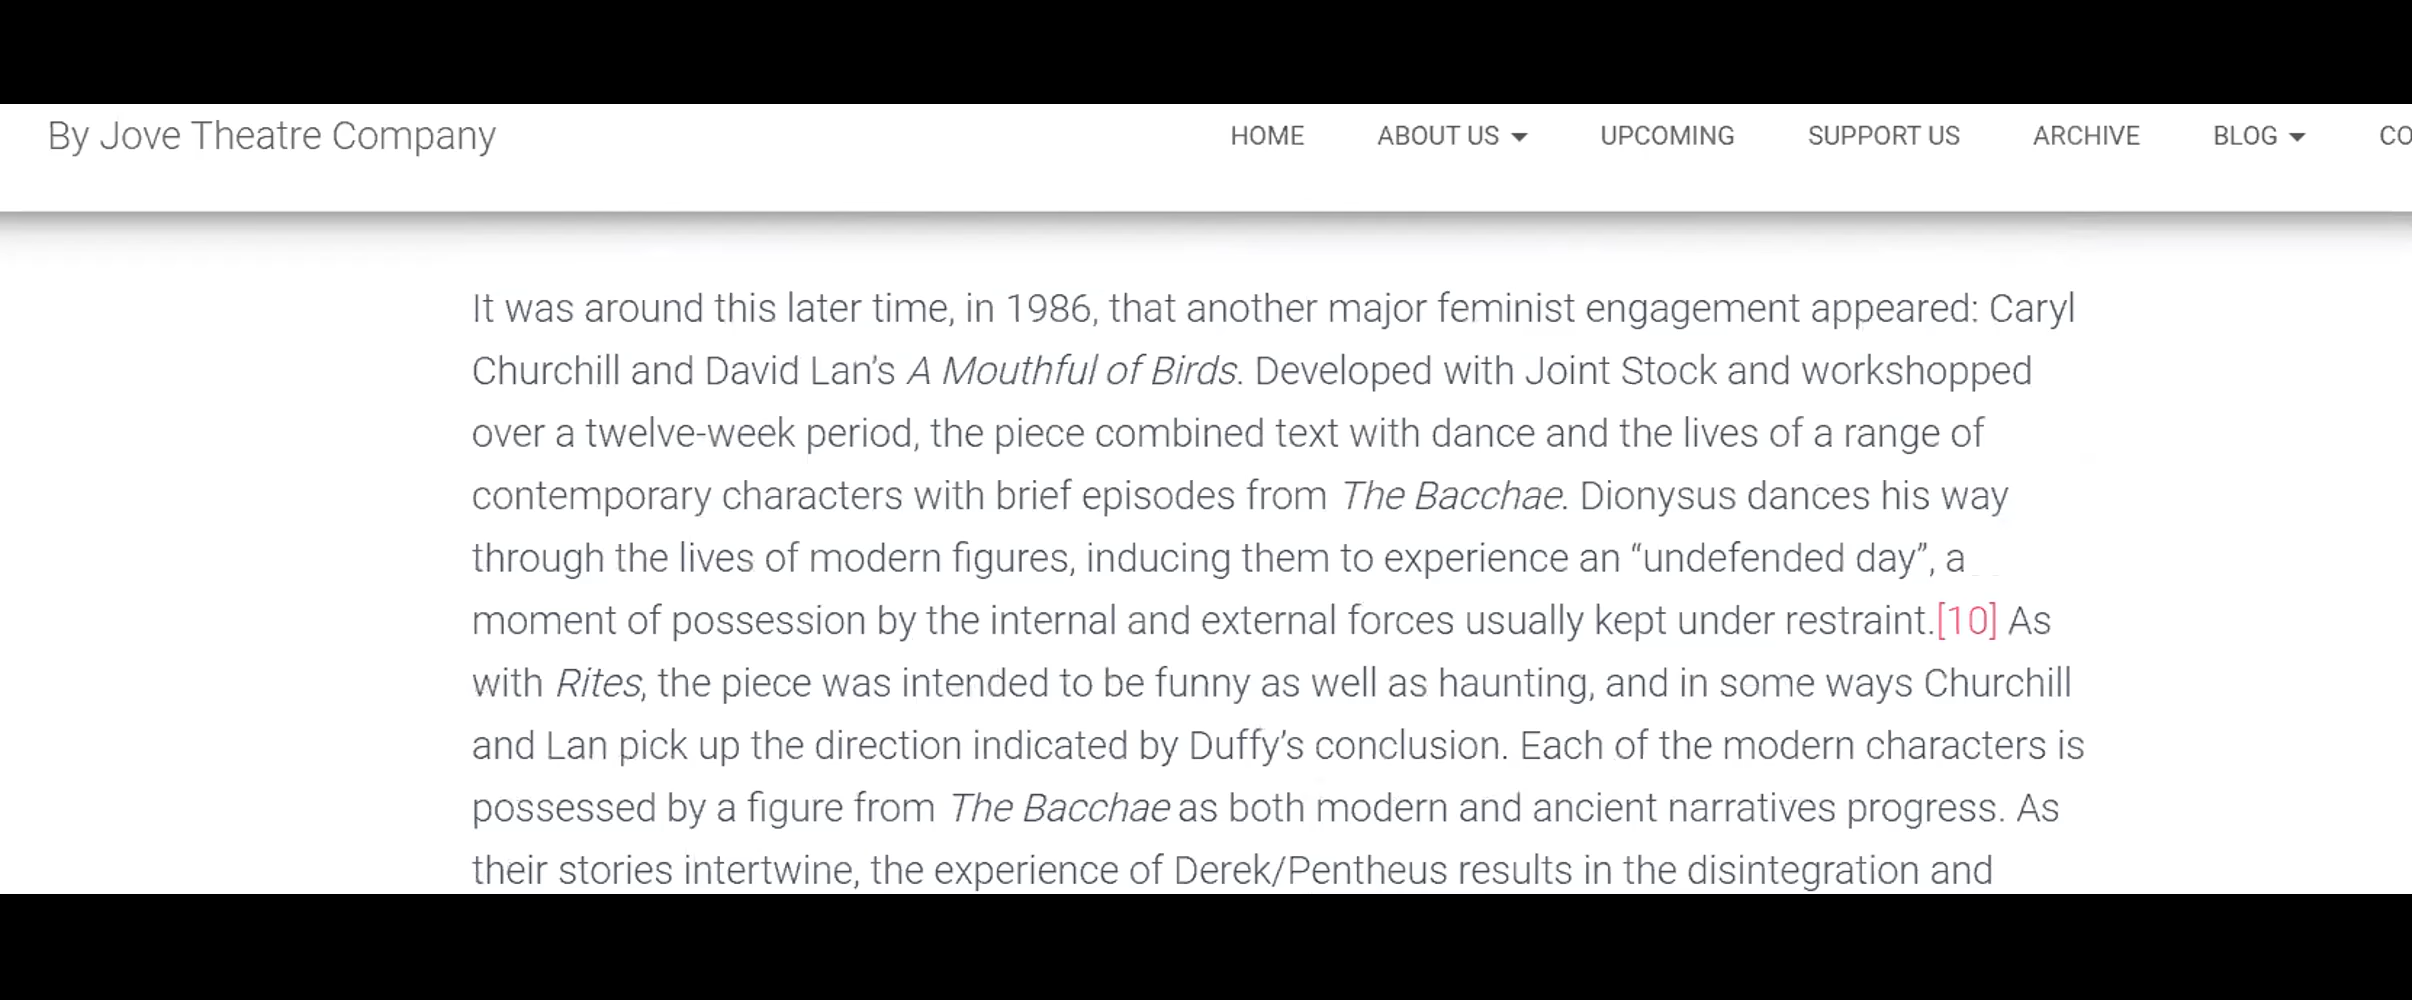 By Jove Theatre Company HOME ABOUT US UPCOMING SUPPORT US ARCHIVE BLOG CO
It was around this later time, in 1986, that another major feminist engagement appeared: Caryl
Churchill and David Lan's A Mouthful of Birds. Developed with Joint Stock and workshopped
over a twelve-week period, the piece combined text with dance and the lives of a range of
contemporary characters with brief episodes from The Bacchae. Dionysus dances his way
through the lives of modern figures, inducing them to experience an “undefended day”, a
moment of possession by the internal and external forces usually kept under restraint.[10] As
with Rites, the piece was intended to be funny as well as haunting, and in some ways Churchill
and Lan pick up the direction indicated by Duffy’s conclusion. Each of the modern characters is
possessed by a figure from The Bacchae as both modern and ancient narratives progress. As
their stories intertwine, the experience of Derek/Pentheus results in the disintegration and